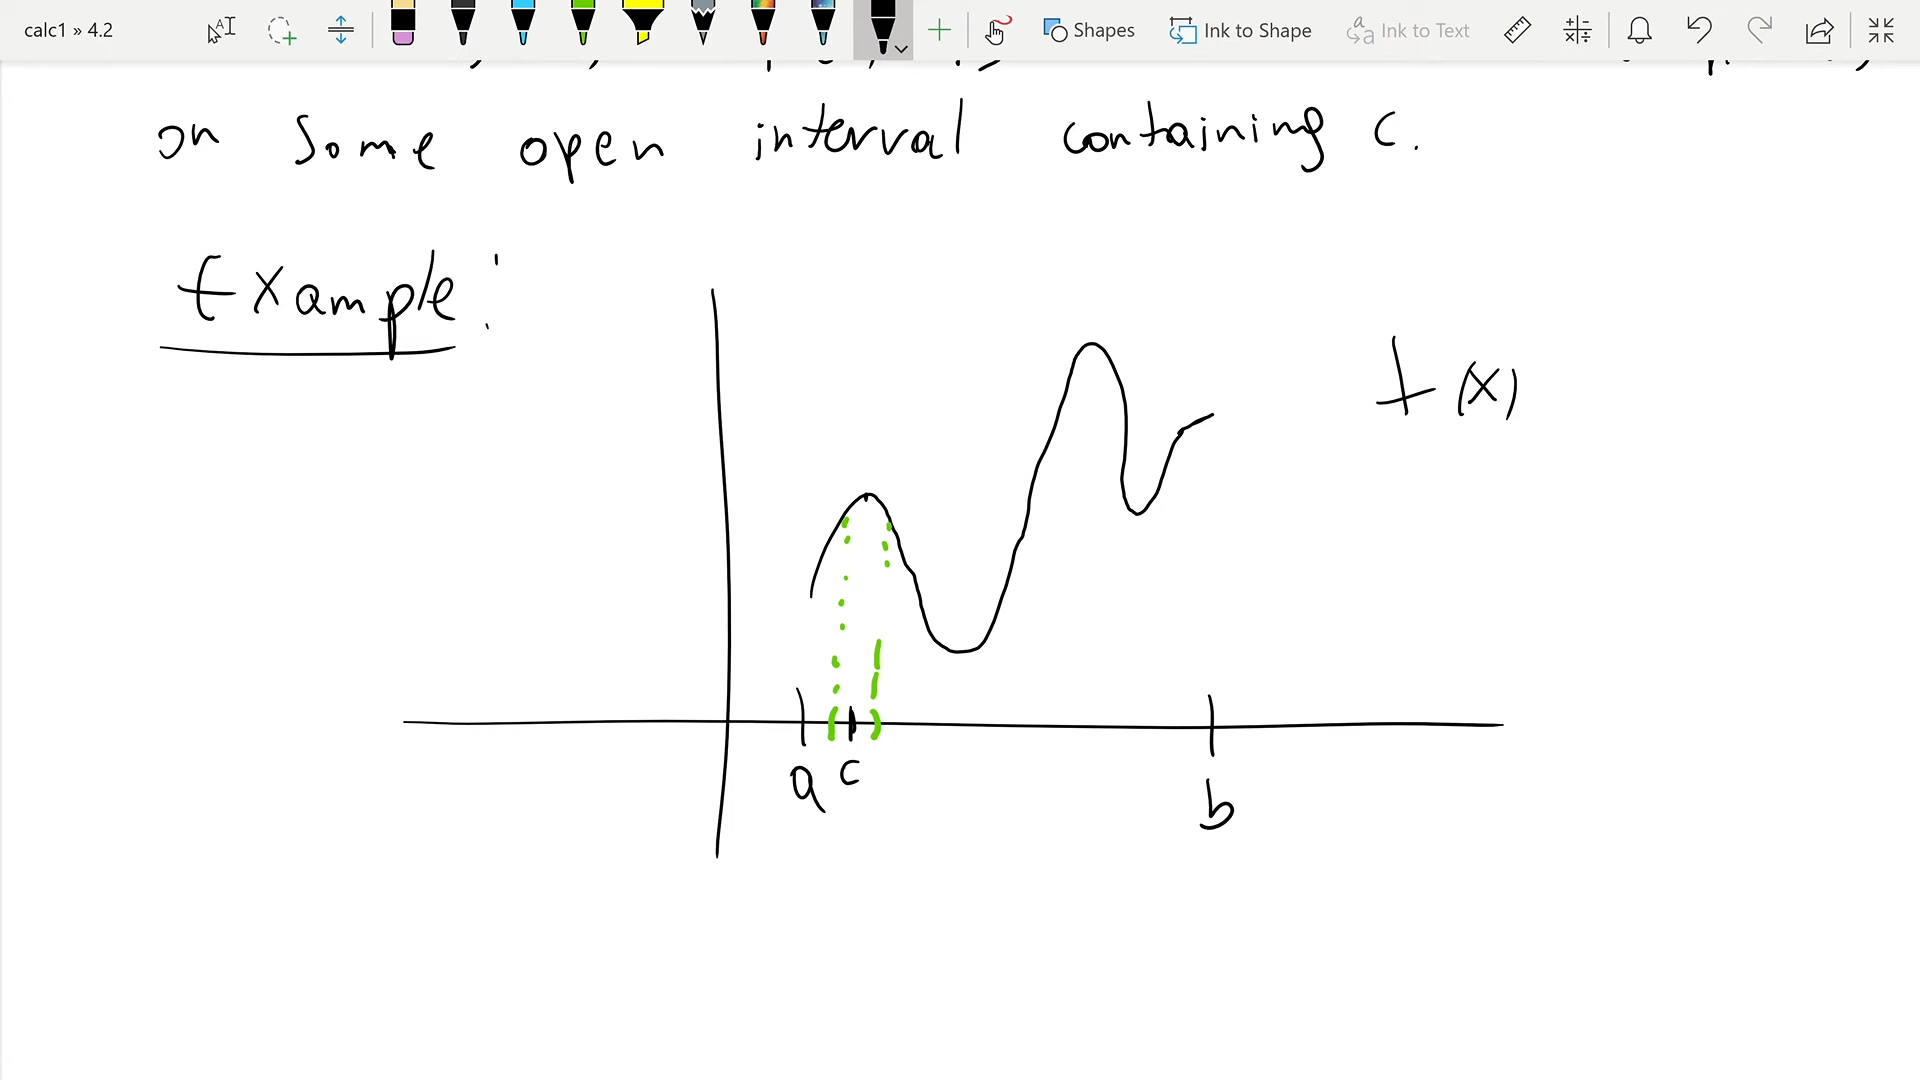 calc1 » 4.2
Shapes
Ink to Shape
Ink to Text
on some open interval containing c.
Example:
f(x)
a c
b